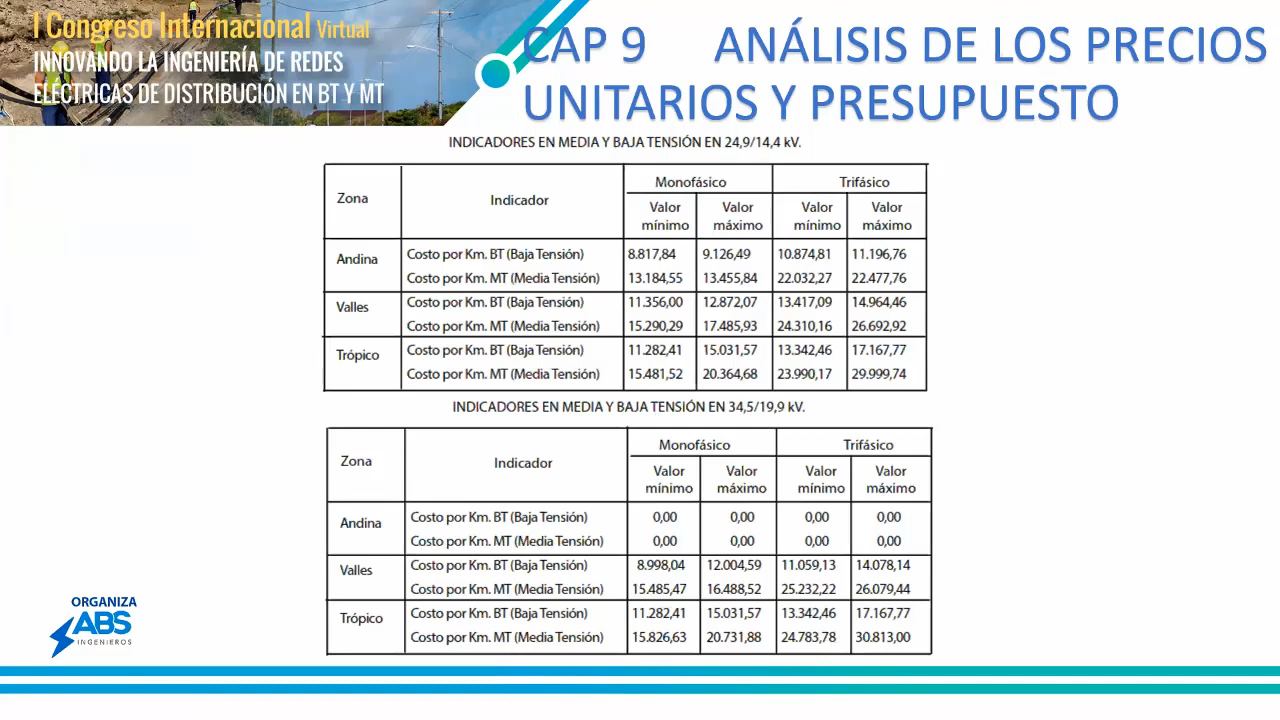 I Congreso Internacional Virtual
INNOVANDO LA INGENIERÍA DE REDES
ELÉCTRICAS DE DISTRIBUCIÓN EN BT Y MT
CAP 9 ANÁLISIS DE LOS PRECIOS
UNITARIOS Y PRESUPUESTO
INDICADORES EN MEDIA Y BAJA TENSIÓN EN 24,9/14,4 kV.
Zona Indicador Monofásico Trifásico
Valor mínimo Valor máximo Valor mínimo Valor máximo
Andina Costo por Km. BT (Baja Tensión) 8.817,84 9.126,49 10.874,81 11.196,76
Costo por Km. MT (Media Tensión) 13.184,55 13.455,84 22.032,27 22.477,76
Valles Costo por Km. BT (Baja Tensión) 11.356,00 12.872,07 13.417,09 14.964,46
Costo por Km. MT (Media Tensión) 15.290,29 17.485,93 24.310,16 26.692,92
Trópico Costo por Km. BT (Baja Tensión) 11.282,41 15.031,57 13.342,46 17.167,77
Costo por Km. MT (Media Tensión) 15.481,52 20.364,68 23.990,17 29.999,74
INDICADORES EN MEDIA Y BAJA TENSIÓN EN 34,5/19,9 kV.
Zona Indicador Monofásico Trifásico
Valor mínimo Valor máximo Valor mínimo Valor máximo
Andina Costo por Km. BT (Baja Tensión) 0,00 0,00 0,00 0,00
Costo por Km. MT (Media Tensión) 0,00 0,00 0,00 0,00
Valles Costo por Km. BT (Baja Tensión) 8.998,04 12.004,59 11.059,13 14.078,14
Costo por Km. MT (Media Tensión) 15.485,47 16.488,52 25.232,22 26.079,44
Trópico Costo por Km. BT (Baja Tensión) 11.282,41 15.031,57 13.342,46 17.167,77
Costo por Km. MT (Media Tensión) 15.826,63 20.731,88 24.783,78 30.813,00
ORGANIZA
ABS
INGENIEROS